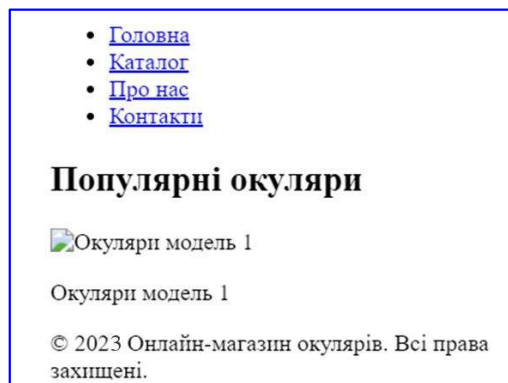 Головна
Каталог
Про нас
Контакти
Популярні окуляри
Окуляри модель 1
Окуляри модель 1
© 2023 Онлайн-магазин окулярів. Всі права
захищені.